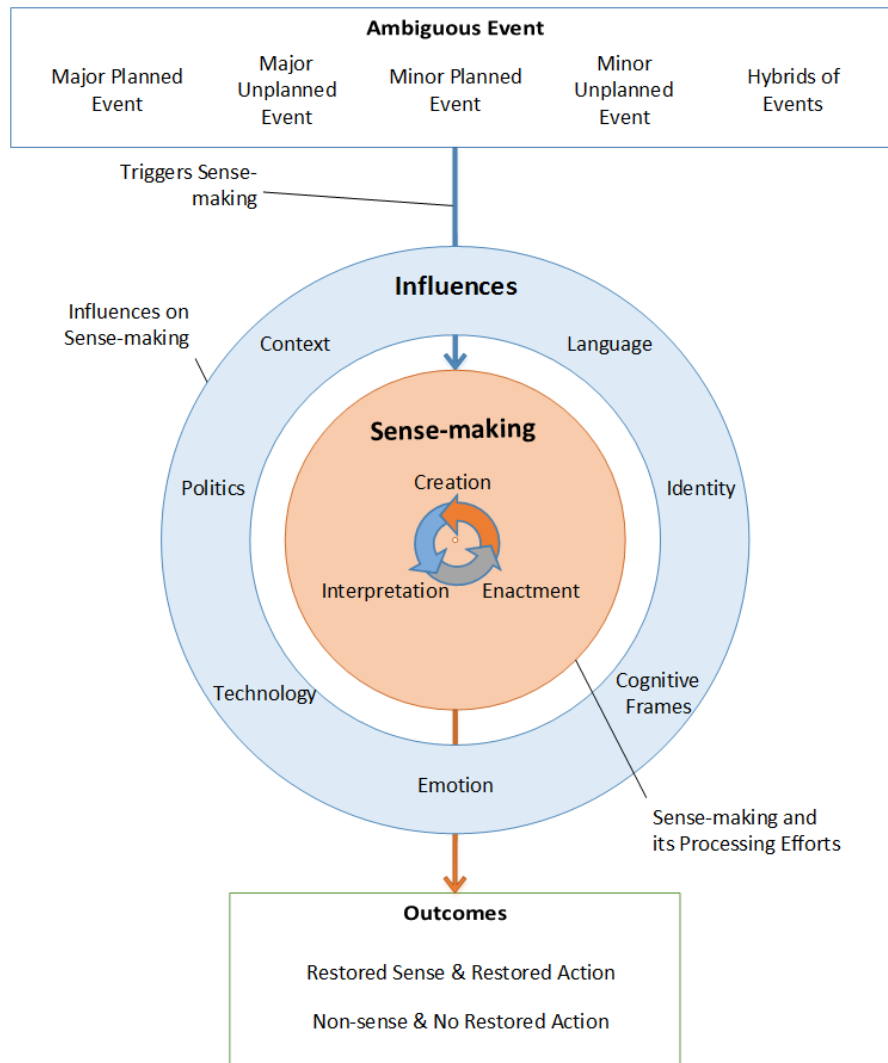 Ambiguous Event
Major Planned
Event
Major
Unplanned
Event
Minor Planned
Event
Minor
Unplanned
Event
Hybrids of
Events
Triggers Sense-
making
Influences
Influences on
Sense-making
Context
Language
Sense-making
Creation
Politics
Identity
Interpretation
Enactment
Technology
Cognitive
Frames
Emotion
Sense-making and
its Processing Efforts
Outcomes
Restored Sense & Restored Action
Non-sense & No Restored Action